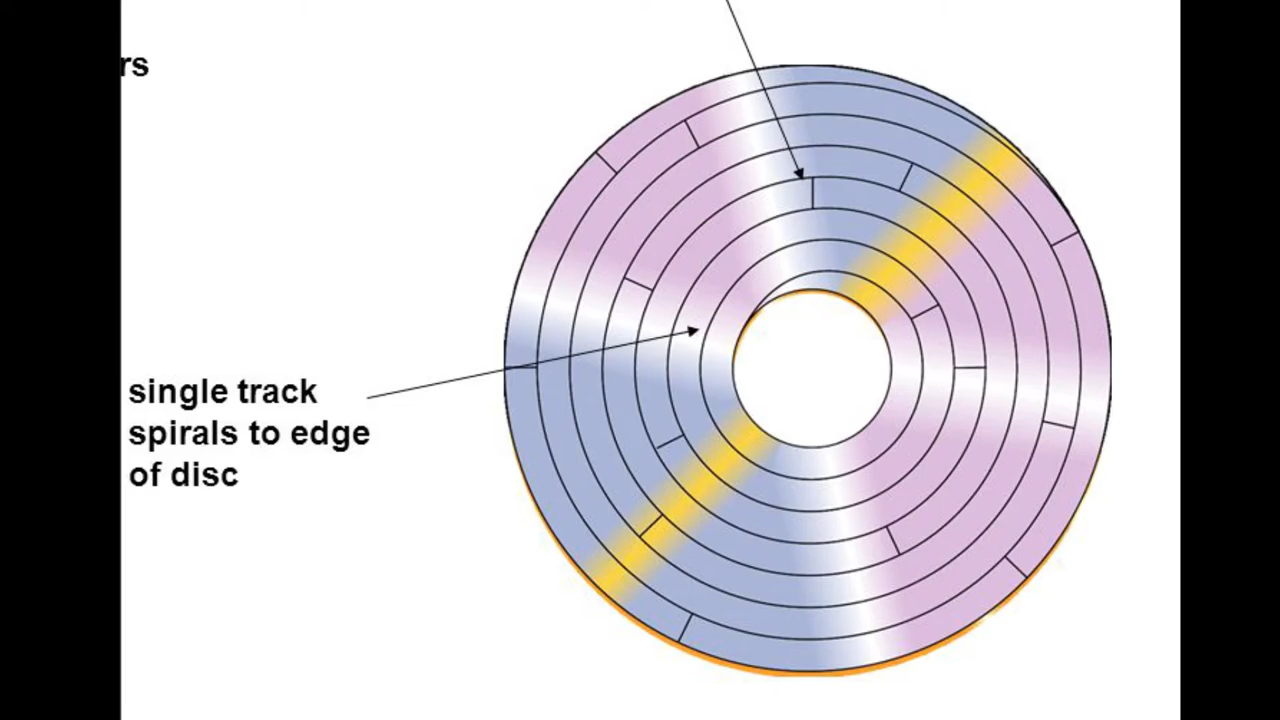 rs
single track
spirals to edge
of disc